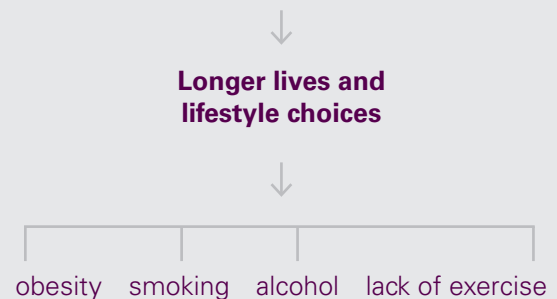 Longer lives and
lifestyle choices
obesity smoking alcohol lack of exercise